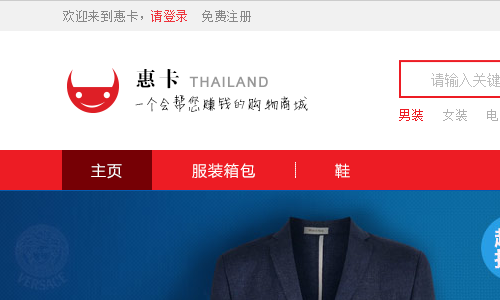 欢迎来到惠卡，请登录 免费注册
惠卡 THAILAND
一个会帮您赚钱的购物商城
请输入关键
男装 女装 电
主页 服装箱包 鞋
VERSACE
超